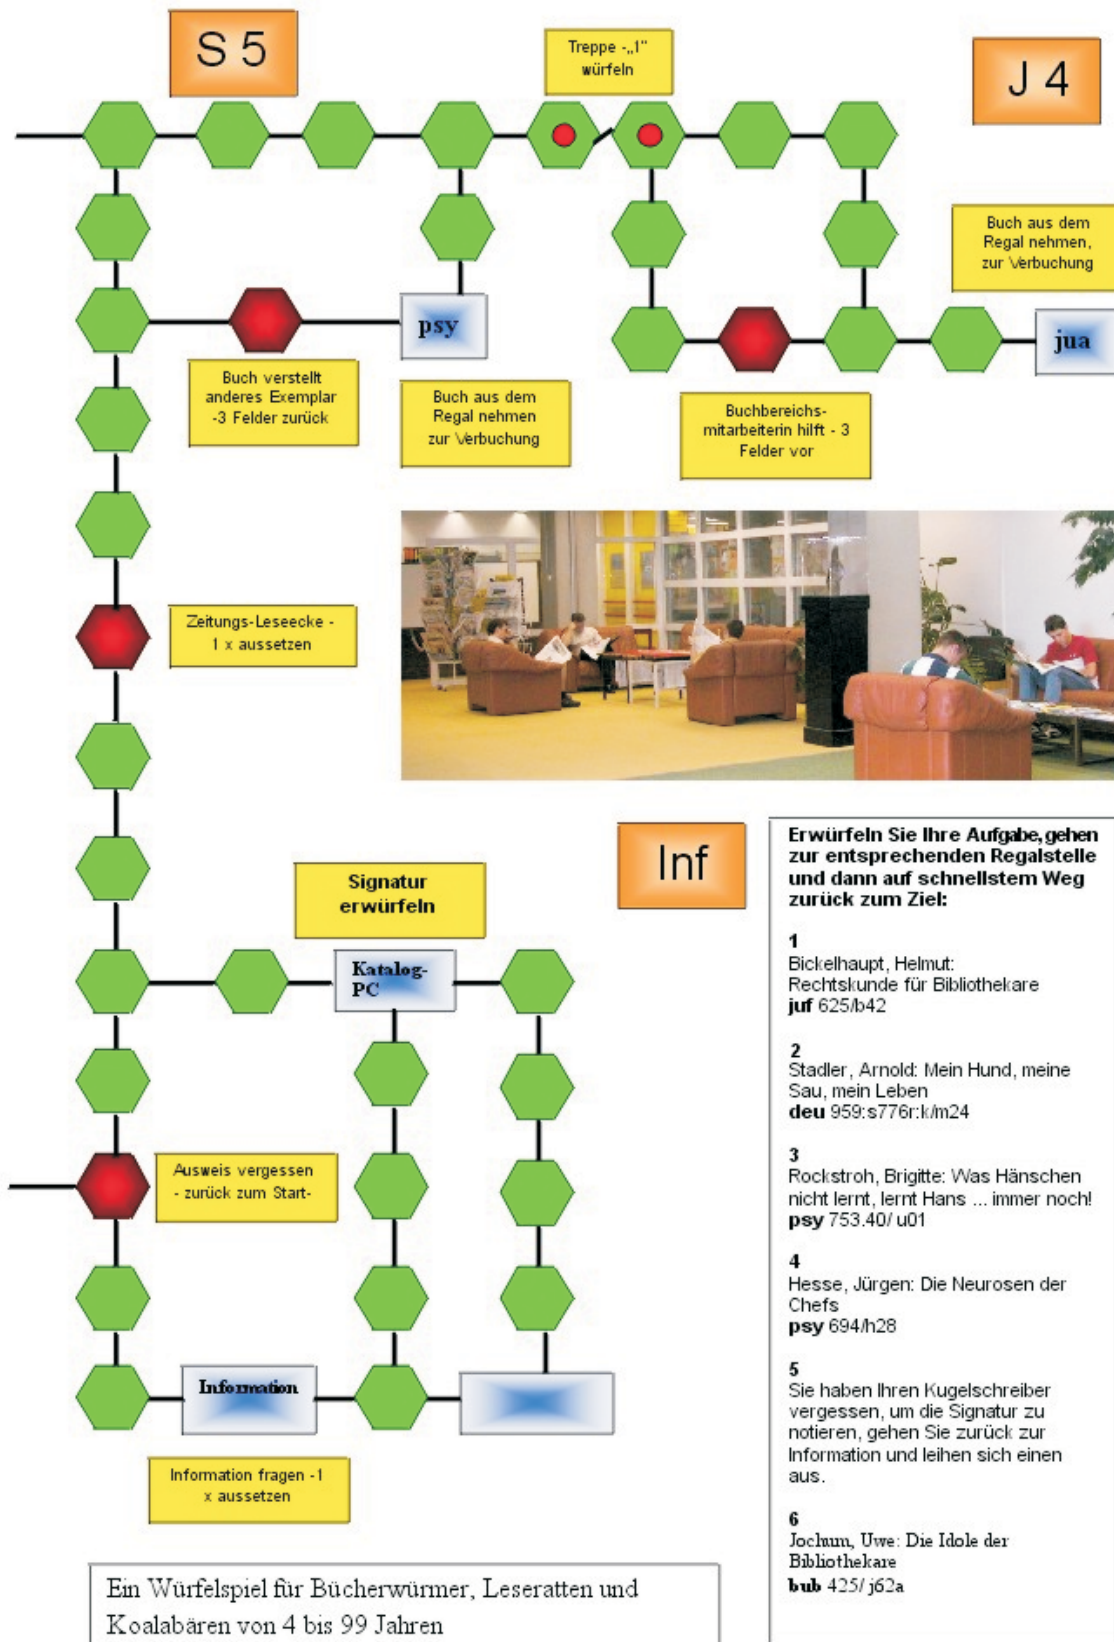 S 5
Treppe -„1"
würfeln
J 4
Buch aus dem
Regal nehmen,
zur Verbuchung
psy
jua
Buch verstellt
anderes Exemplar
-3 Felder zurück
Buch aus dem
Regal nehmen
zur Verbuchung
Buchbereichs-
mitarbeiterin hilft - 3
Felder vor
Zeitungs-Leseecke -
1 x aussetzen
Inf
Signatur
erwürfeln
Katalog-
PC
Ausweis vergessen
- zurück zum Start-
Information
Information fragen -1
x aussetzen
Erwürfeln Sie Ihre Aufgabe, gehen
zur entsprechenden Regalstelle
und dann auf schnellstem Weg
zurück zum Ziel:
1
Bickelhaupt, Helmut:
Rechtskunde für Bibliothekare
juf 625/b42
2
Stadler, Arnold: Mein Hund, meine
Sau, mein Leben
deu 959:s776r:k/m24
3
Rockstroh, Brigitte: Was Hänschen
nicht lernt, lernt Hans ... immer noch!
psy 753.40/ u01
4
Hesse, Jürgen: Die Neurosen der
Chefs
psy 694/h28
5
Sie haben Ihren Kugelschreiber
vergessen, um die Signatur zu
notieren, gehen Sie zurück zur
Information und leihen sich einen
aus.
6
Jochum, Uwe: Die Idole der
Bibliothekare
bub 425/ j62a
Ein Würfelspiel für Bücherwürmer, Leseratten und
Koalabären von 4 bis 99 Jahren